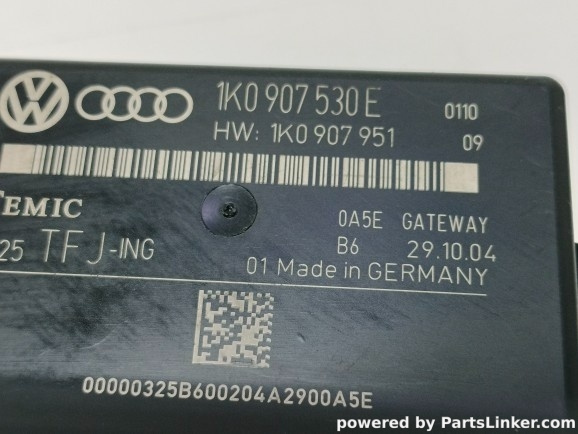 1K0 907 530 E 0110
HW: 1K0 907 951 09
TEMIC
0A5E GATEWAY
25 TFJ-ING B6 29.10.04
01 Made in GERMANY
00000325B600204A2900A5E
powered by PartsLinker.com